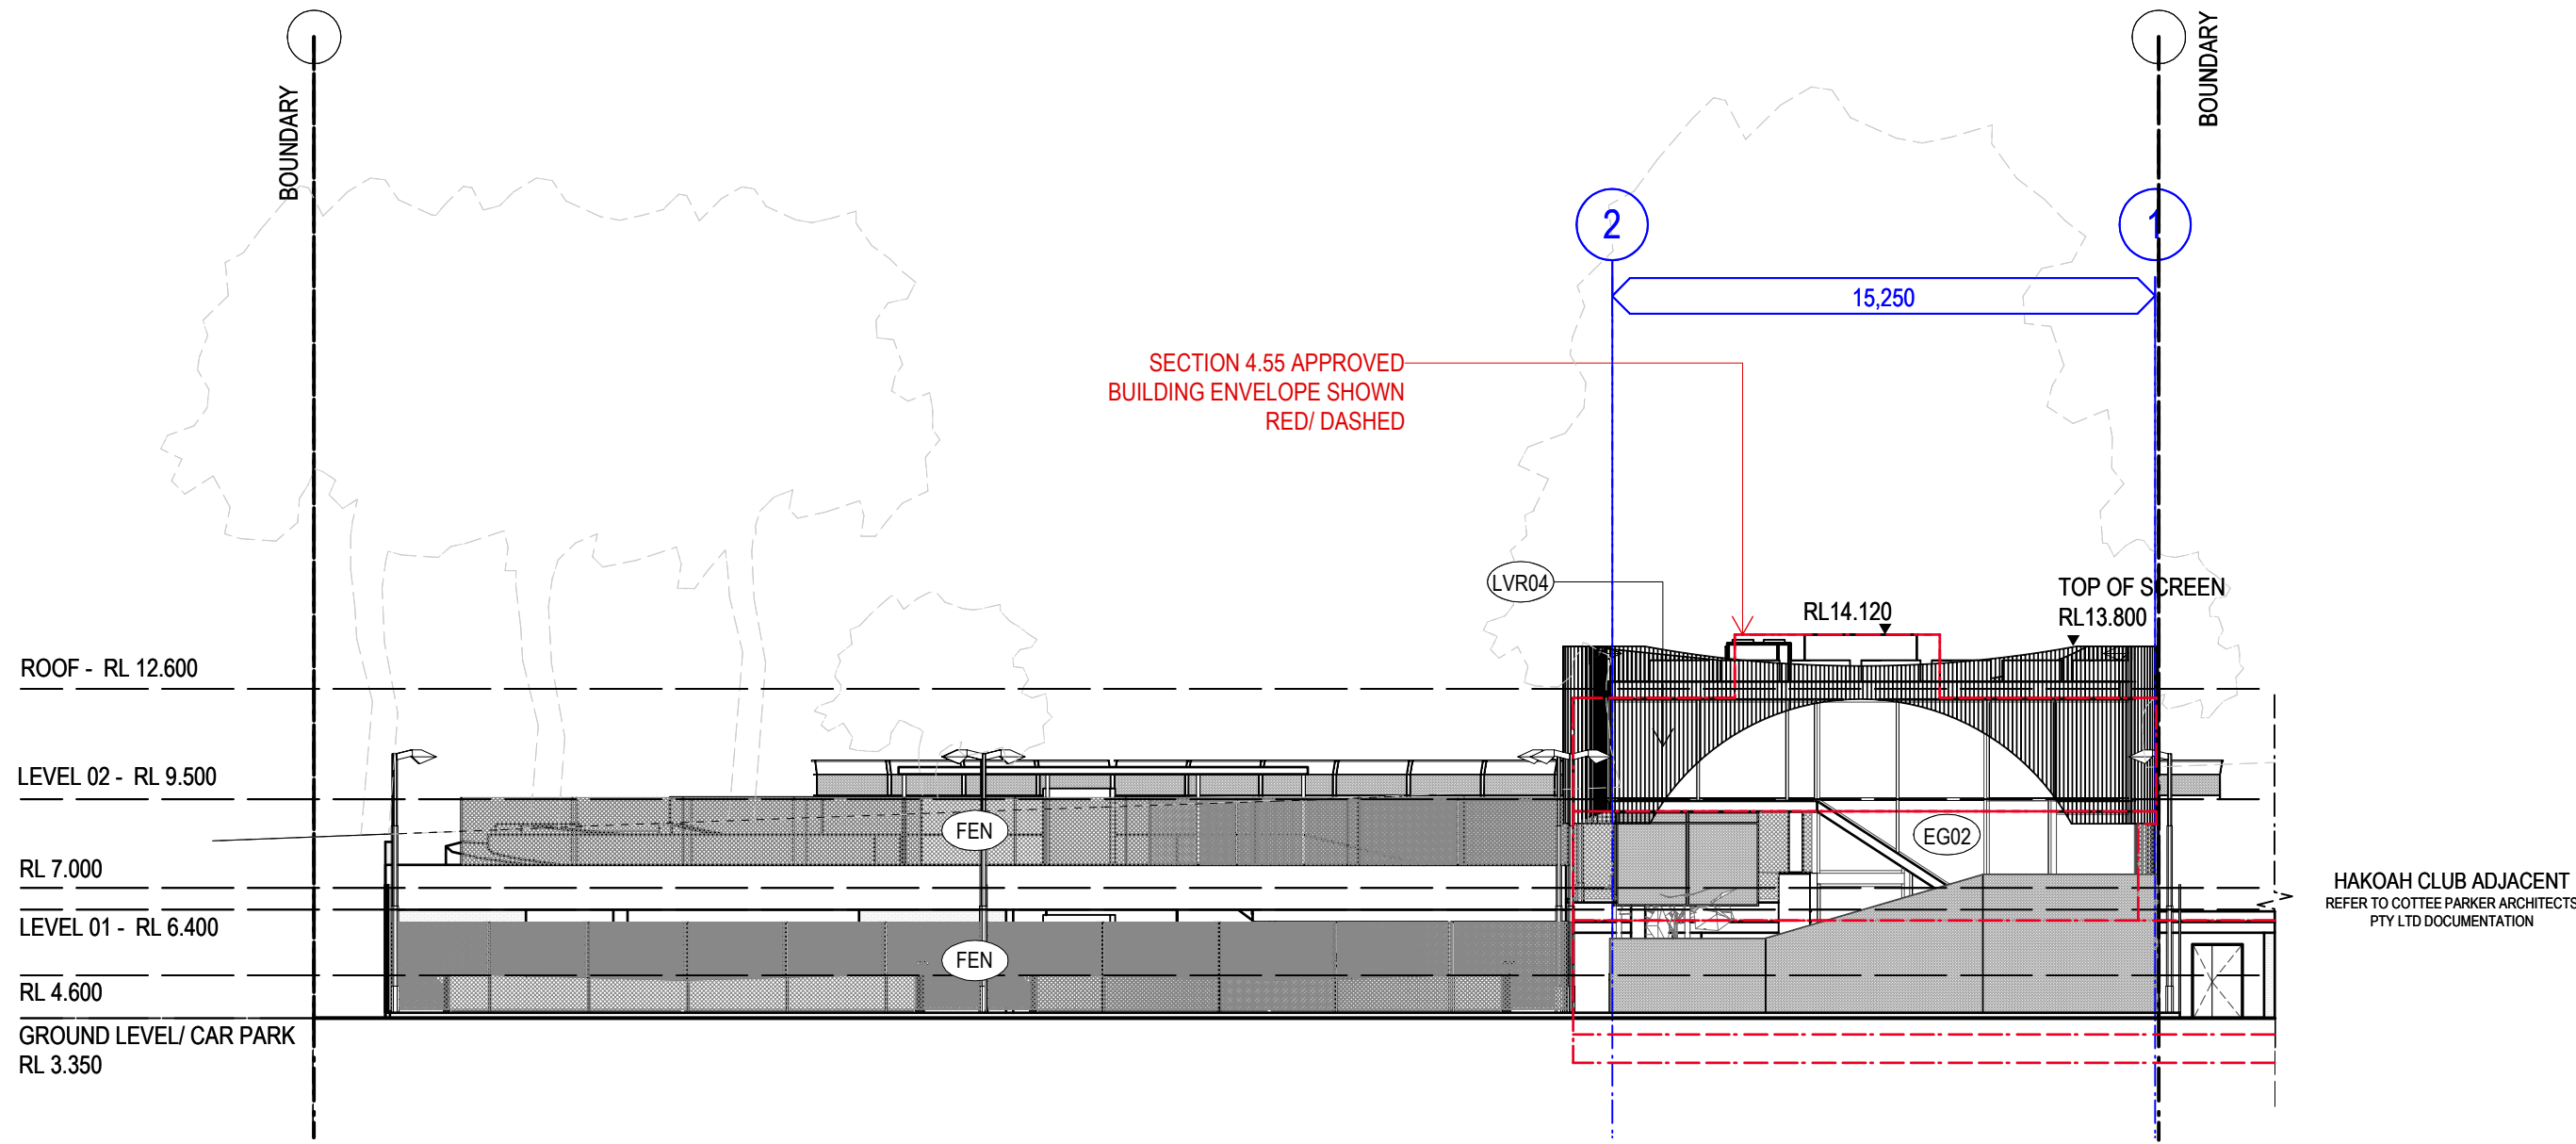 BOUNDARY
BOUNDARY
2
1
15,250
SECTION 4.55 APPROVED
BUILDING ENVELOPE SHOWN
RED/ DASHED
LVR04
TOP OF SCREEN
RL13.800
RL14.120
ROOF - RL 12.600
LEVEL 02 - RL 9.500
FEN
EG02
RL 7.000
LEVEL 01 - RL 6.400
FEN
HAKOAH CLUB ADJACENT
REFER TO COTTEE PARKER ARCHITECTS
PTY LTD DOCUMENTATION
RL 4.600
GROUND LEVEL/ CAR PARK
RL 3.350